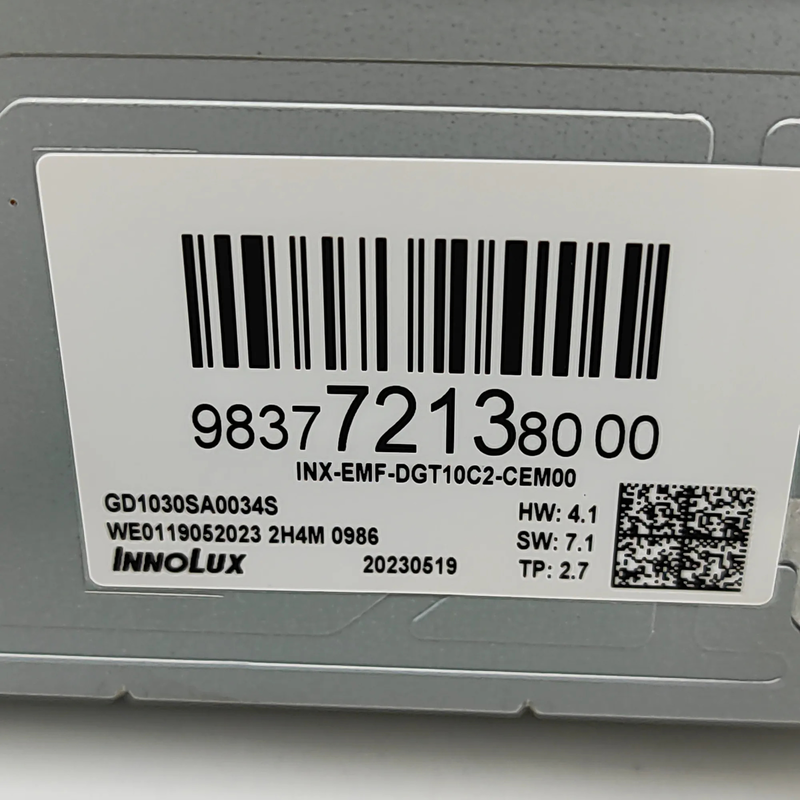 98377213880 00
INX-EMF-DGT10C2-CEM00
GD1030SA0034S
HW: 4.1
WE0119052023 2H4M 0986
SW: 7.1
INNOLUX
20230519
TP: 2.7